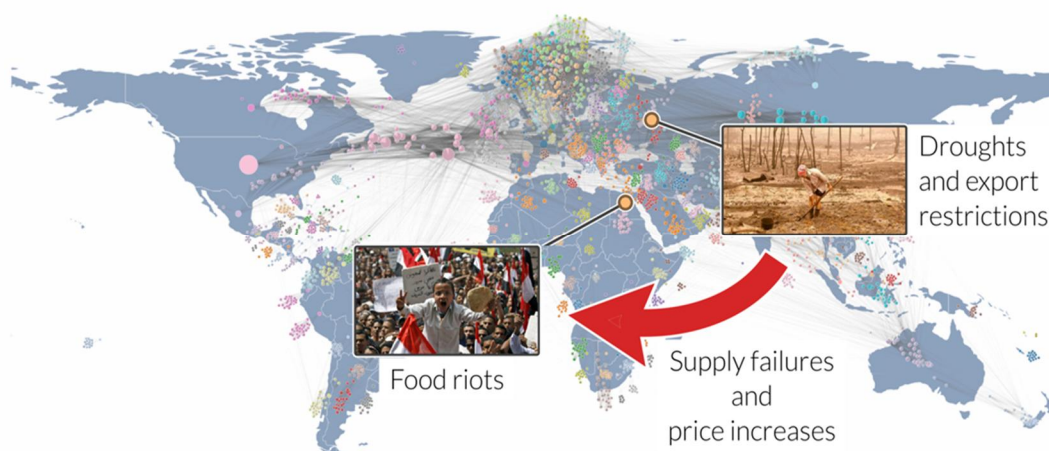 Droughts
and export
restrictions
Food riots
Supply failures
and
price increases